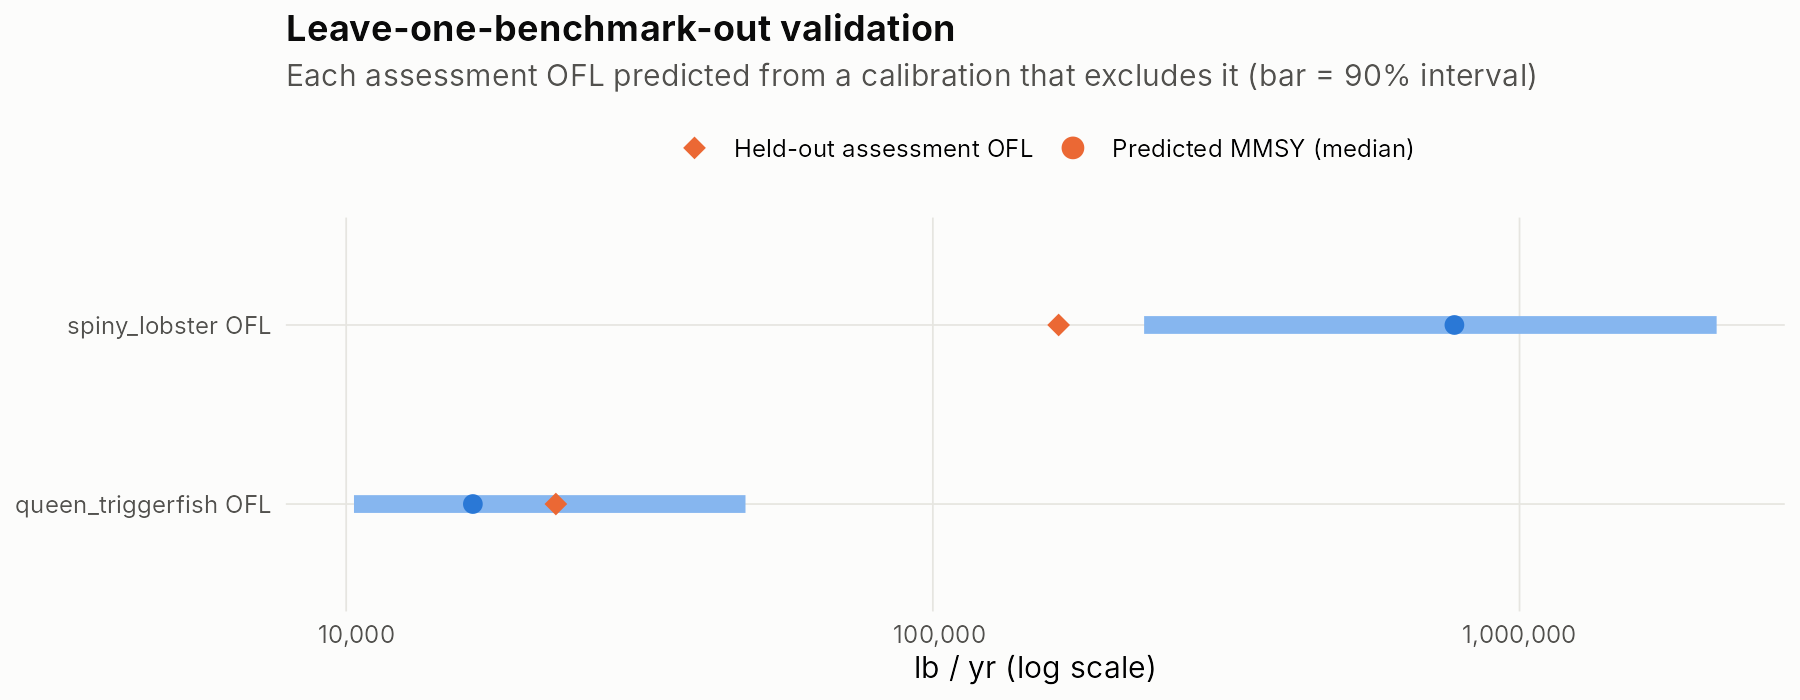 Leave-one-benchmark-out validation
Each assessment OFL predicted from a calibration that excludes it (bar = 90% interval)
Held-out assessment OFL
Predicted MMSY (median)
spiny_lobster OFL
queen_triggerfish OFL
10,000
100,000
1,000,000
lb / yr (log scale)